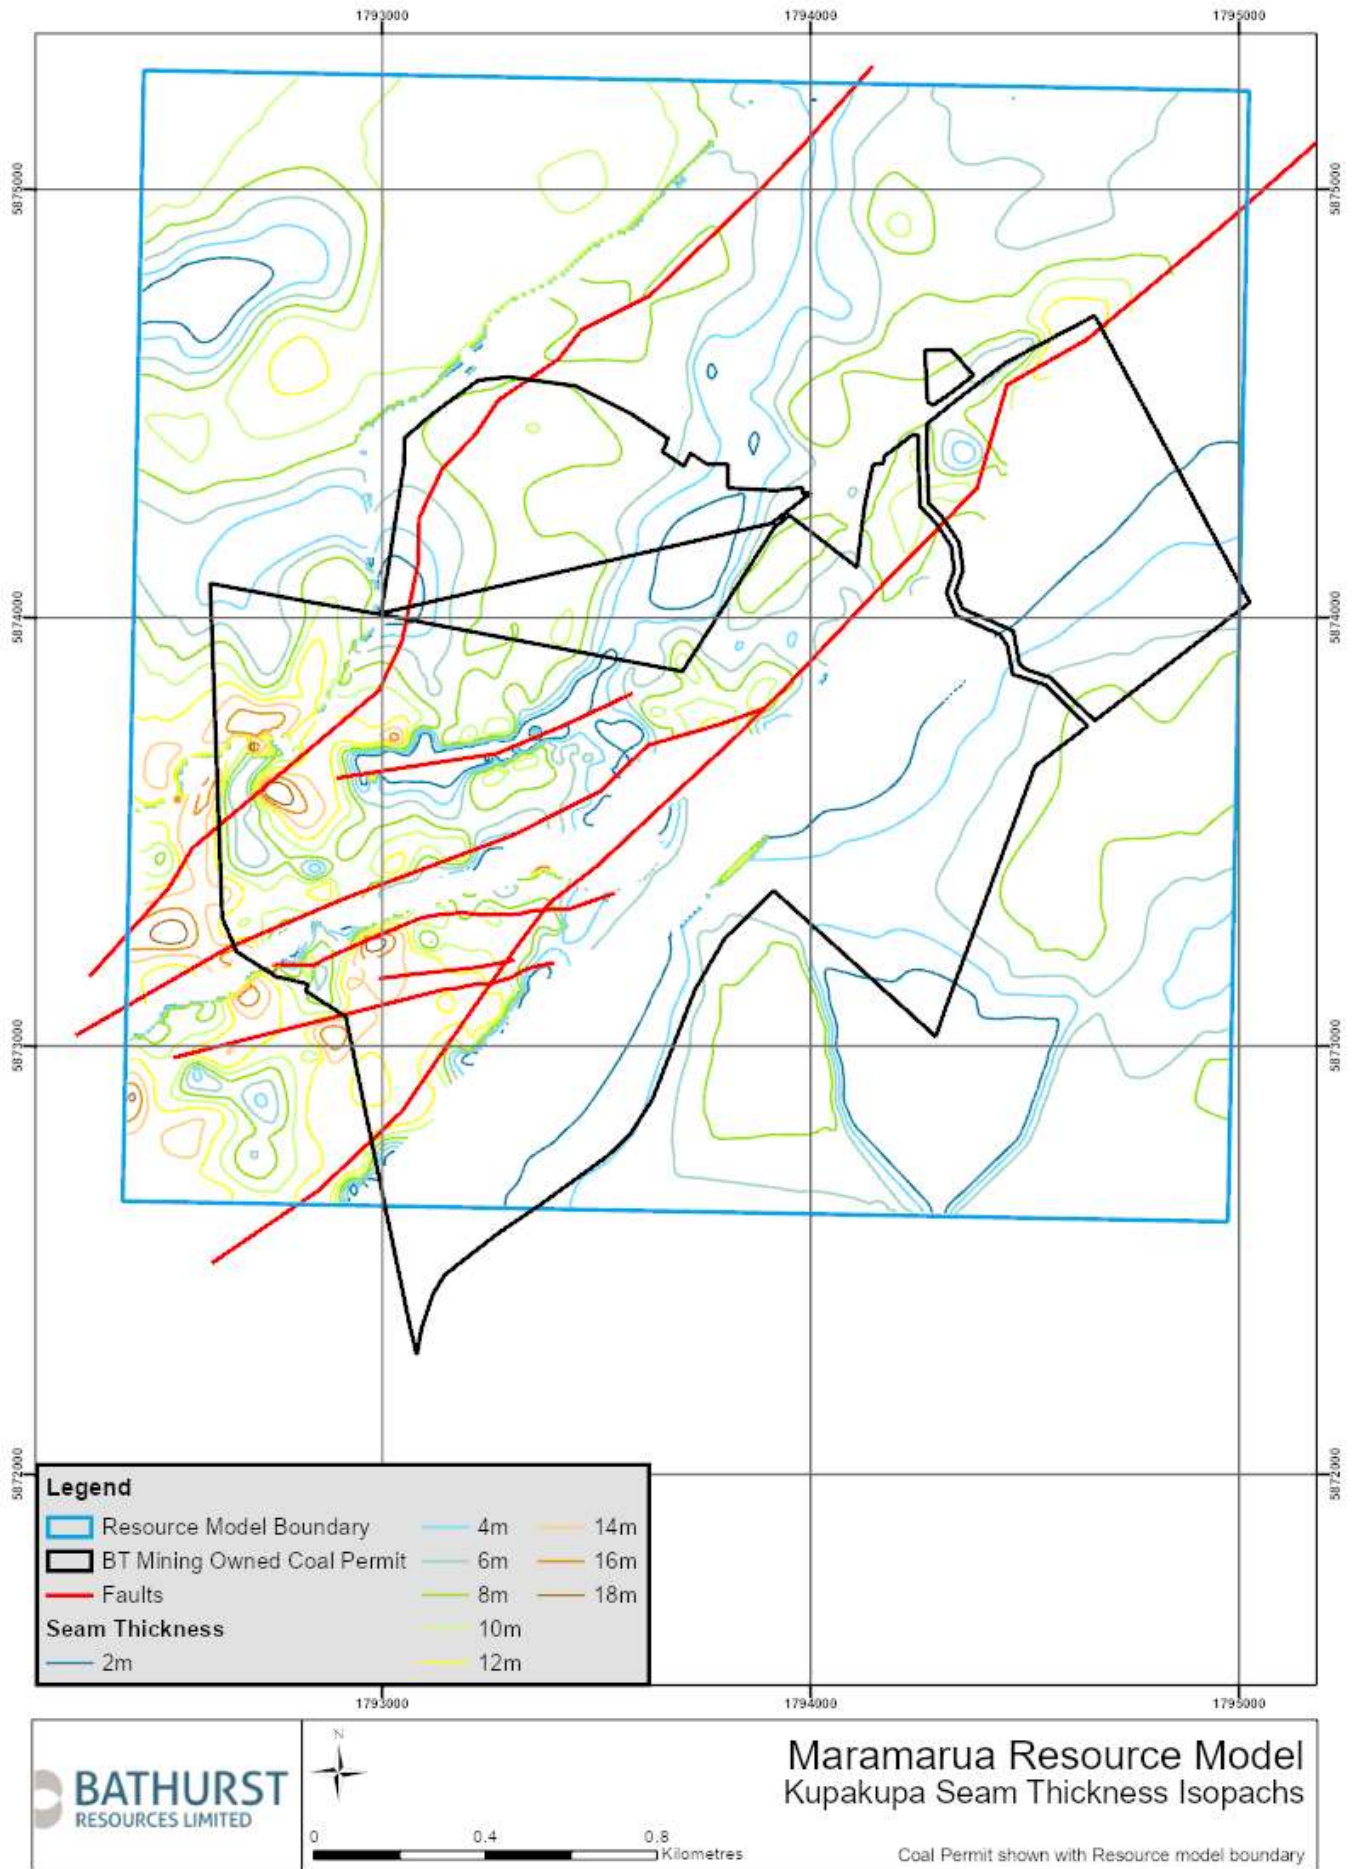 1793000 1794000 1795000
5875000 5875000
5874000 5874000
5873000 5873000
5872000 5872000
Legend
Resource Model Boundary
BT Mining Owned Coal Permit
Faults
Seam Thickness
2m
4m
6m
8m
10m
12m
14m
16m
18m
1793000 1794000 1795000
BATHURST
RESOURCES LIMITED
N
0 0.4 0.8
Kilometres
Maramarua Resource Model
Kupakupa Seam Thickness Isopachs
Coal Permit shown with Resource model boundary